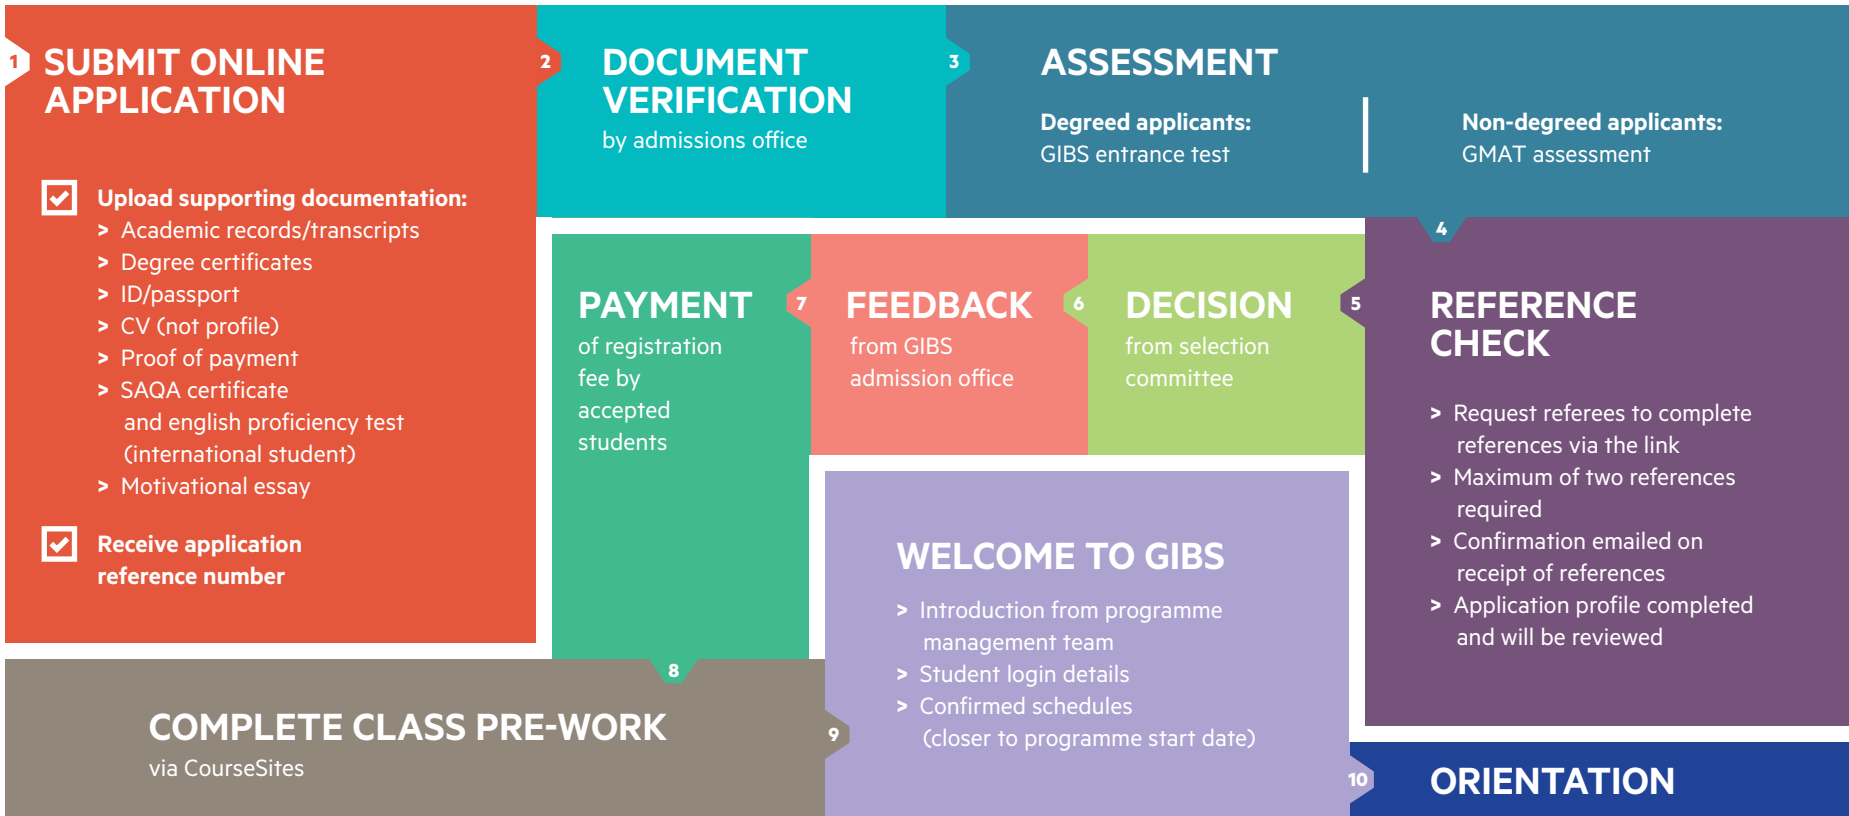 1
SUBMIT ONLINE
APPLICATION
Upload supporting documentation:
> Academic records/transcripts
> Degree certificates
> ID/passport
> CV (not profile)
> Proof of payment
> SAQA certificate
and english proficiency test
(international student)
> Motivational essay
Receive application
reference number
2
DOCUMENT
VERIFICATION
by admissions office
3
ASSESSMENT
Degreed applicants:
GIBS entrance test
Non-degreed applicants:
GMAT assessment
4
REFERENCE
CHECK
> Request referees to complete
references via the link
> Maximum of two references
required
> Confirmation emailed on
receipt of references
> Application profile completed
and will be reviewed
5
DECISION
from selection
committee
6
FEEDBACK
from GIBS
admission office
7
PAYMENT
of registration
fee by
accepted
students
8
COMPLETE CLASS PRE-WORK
via CourseSites
9
WELCOME TO GIBS
> Introduction from programme
management team
> Student login details
> Confirmed schedules
(closer to programme start date)
10
ORIENTATION